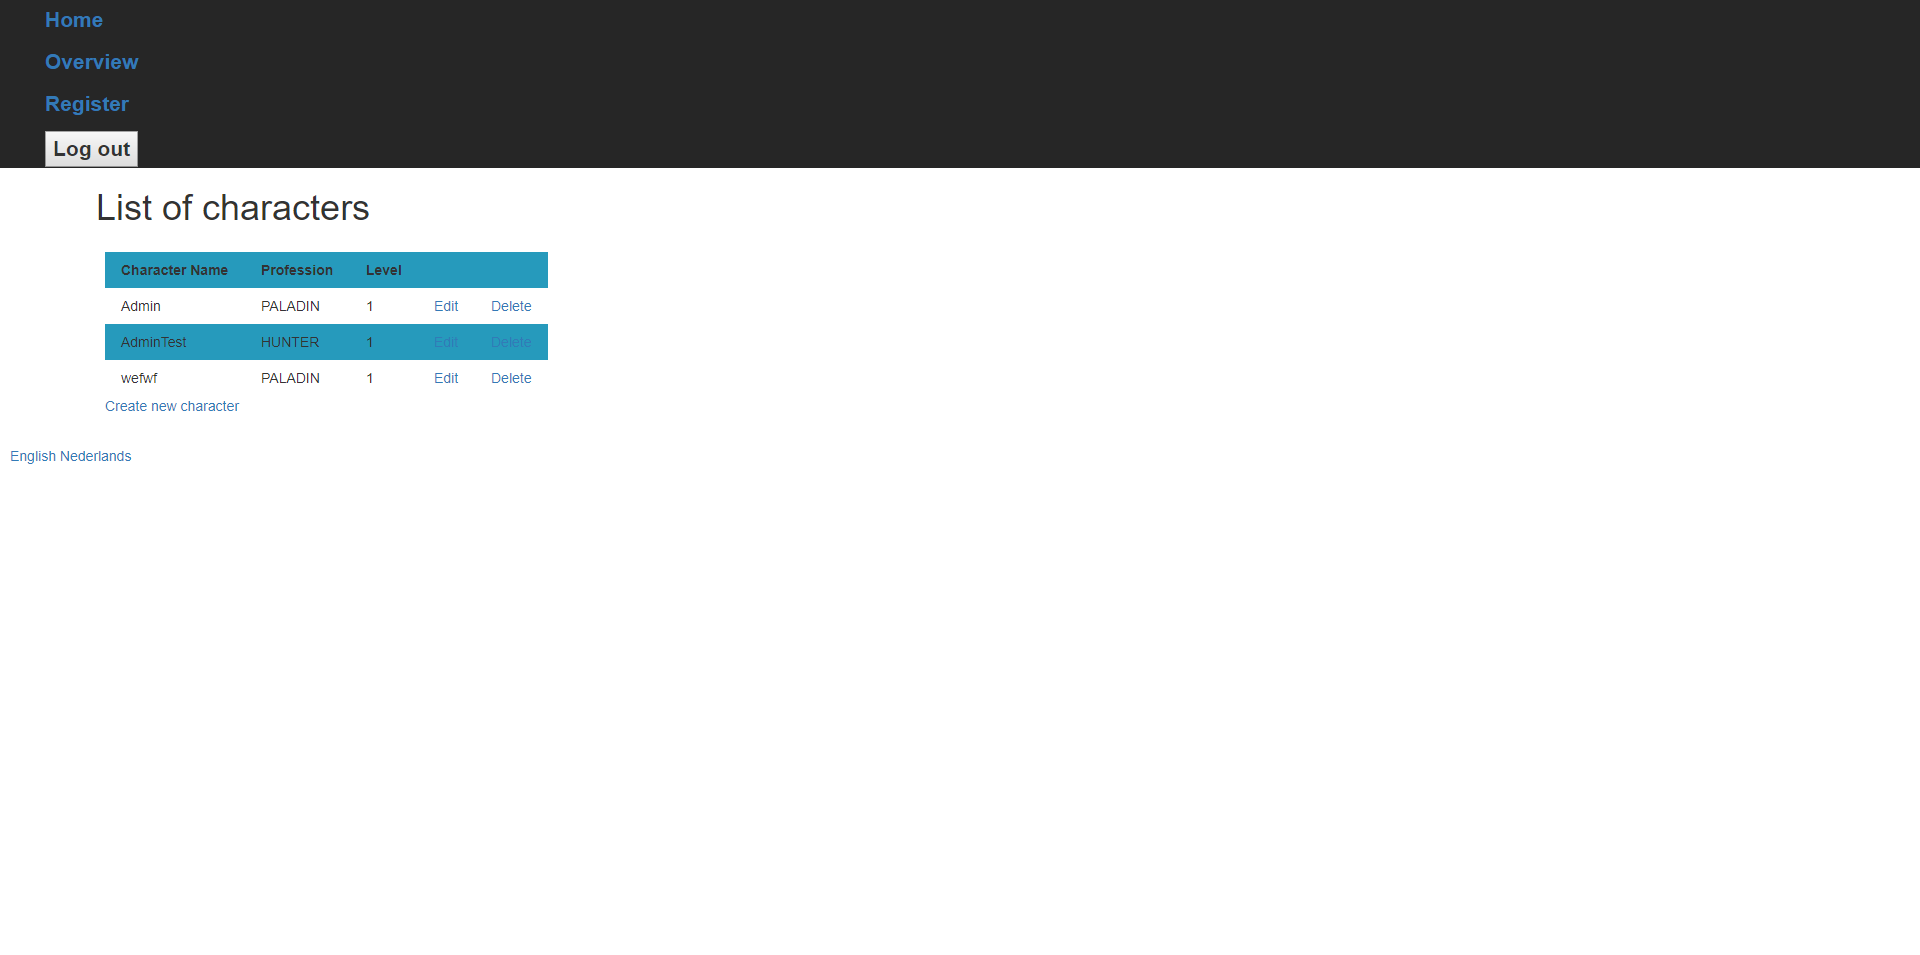 Home
Overview
Register
Log out
List of characters
Character Name Profession Level
Admin PALADIN 1 Edit Delete
AdminTest HUNTER 1 Edit Delete
wefwf PALADIN 1 Edit Delete
Create new character
English Nederlands